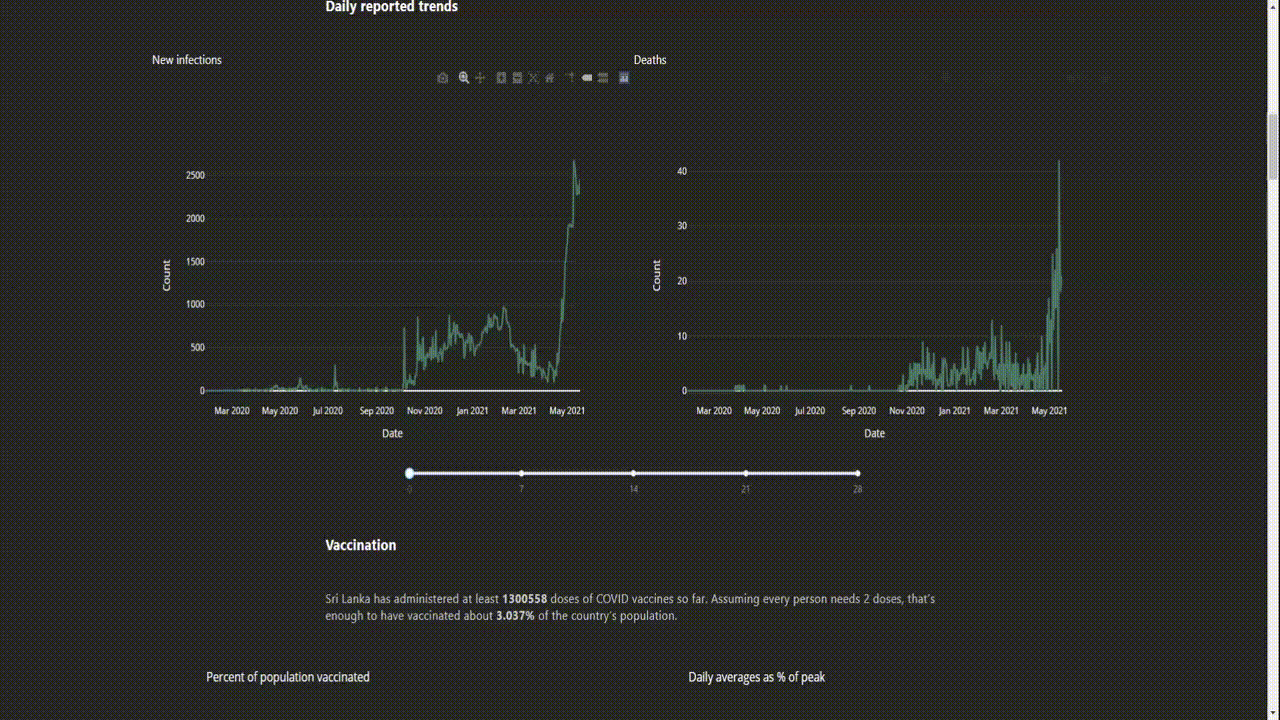 Daily reported trends
New infections
Deaths
2500
2000
1500
1000
500
0
Count
Mar 2020 May 2020 Jul 2020 Sep 2020 Nov 2020 Jan 2021 Mar 2021 May 2021
Date
40
30
20
10
0
Count
Mar 2020 May 2020 Jul 2020 Sep 2020 Nov 2020 Jan 2021 Mar 2021 May 2021
Date
0 7 14 21 28
Vaccination
Sri Lanka has administered at least 1300558 doses of COVID vaccines so far. Assuming every person needs 2 doses, that's
enough to have vaccinated about 3.037% of the country's population.
Percent of population vaccinated
Daily averages as % of peak